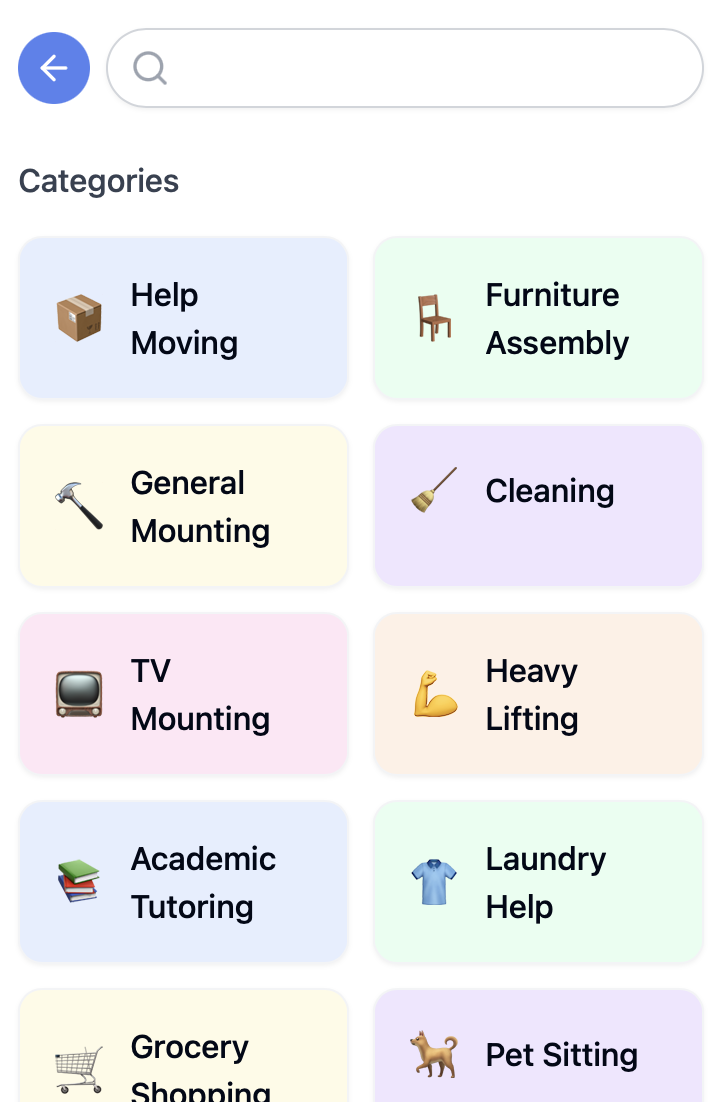 Categories
Help
Moving
Furniture
Assembly
General
Mounting
Cleaning
TV
Mounting
Heavy
Lifting
Academic
Tutoring
Laundry
Help
Grocery
Shopping
Pet Sitting